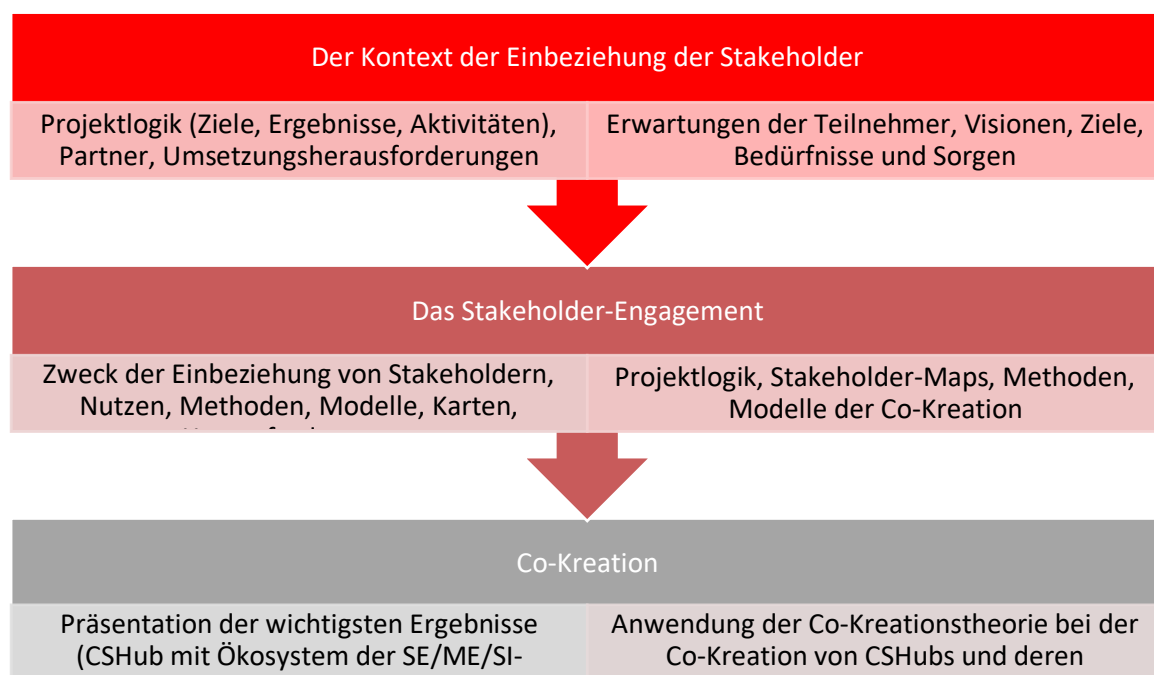 Der Kontext der Einbeziehung der Stakeholder
Projektlogik (Ziele, Ergebnisse, Aktivitäten),
Partner, Umsetzungsherausforderungen
Erwartungen der Teilnehmer, Visionen, Ziele,
Bedürfnisse und Sorgen
Das Stakeholder-Engagement
Zweck der Einbeziehung von Stakeholdern,
Nutzen, Methoden, Modelle, Karten,
Projektlogik, Stakeholder-Maps, Methoden,
Modelle der Co-Kreation
Co-Kreation
Präsentation der wichtigsten Ergebnisse
(CSHub mit Ökosystem der SE/ME/SI-
Anwendung der Co-Kreationstheorie bei der
Co-Kreation von CSHubs und deren